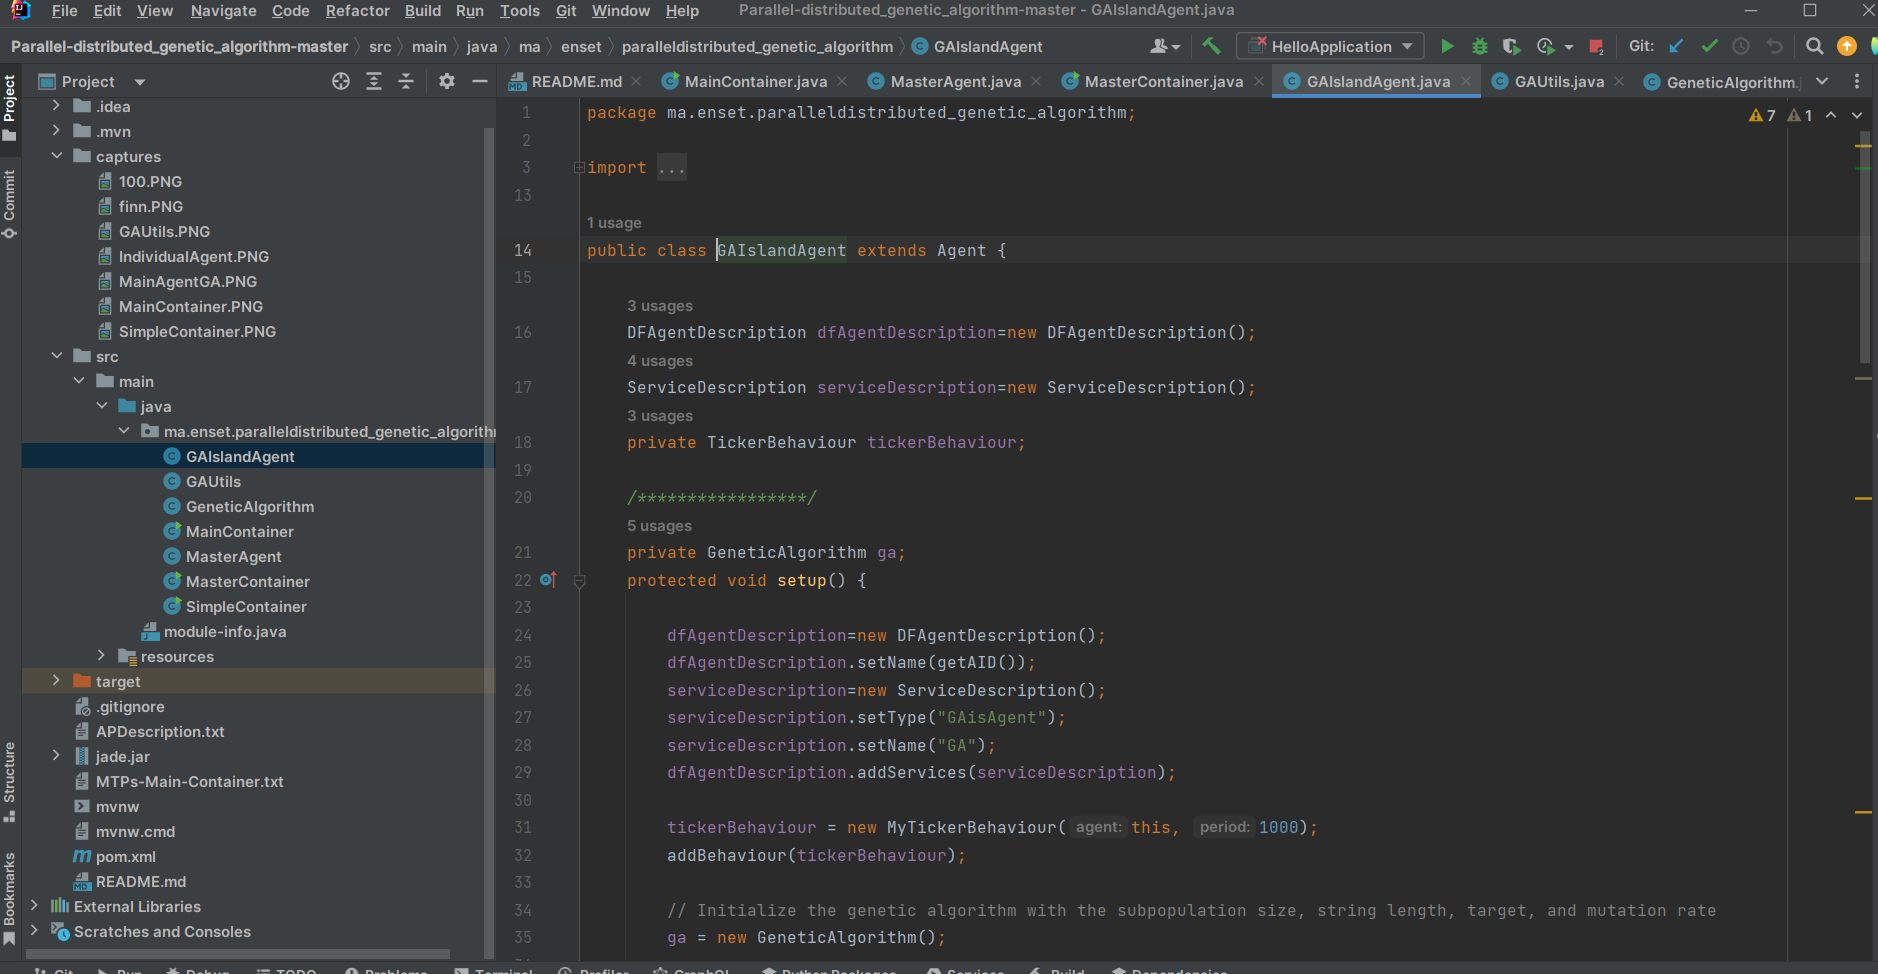 File Edit View Navigate Code Refactor Build Run Tools Git Window Help Parallel-distributed_genetic_algorithm-master - GAIslandAgent.java
Parallel-distributed_genetic_algorithm-master src main java ma enset paralleldistributed_genetic_algorithm GAIslandAgent HelloApplication Git:
Project
README.md MainContainer.java MasterAgent.java MasterContainer.java GAIslandAgent.java GAUtils.java GeneticAlgorithm.
Project
Commit
Structure
Bookmarks
.idea
.mvn
captures
100.PNG
finn.PNG
GAUtils.PNG
IndividualAgent.PNG
MainAgentGA.PNG
MainContainer.PNG
SimpleContainer.PNG
src
main
java
ma.enset.paralleldistributed_genetic_algorith
GAIslandAgent
GAUtils
GeneticAlgorithm
MainContainer
MasterAgent
MasterContainer
SimpleContainer
module-info.java
resources
target
.gitignore
APDescription.txt
jade.jar
MTPs-Main-Container.txt
mvnw
mvnw.cmd
pom.xml
README.md
External Libraries
Scratches and Consoles
7 1
1 package ma.enset.paralleldistributed_genetic_algorithm;
2
3 import ...
13
1 usage
14 public class GAIslandAgent extends Agent {
15
3 usages
16 DFAgentDescription dfAgentDescription=new DFAgentDescription();
4 usages
17 ServiceDescription serviceDescription=new ServiceDescription();
3 usages
18 private TickerBehaviour tickerBehaviour;
19
20 /*****************/
5 usages
21 private GeneticAlgorithm ga;
22 protected void setup() {
23
24 dfAgentDescription=new DFAgentDescription();
25 dfAgentDescription.setName(getAID());
26 serviceDescription=new ServiceDescription();
27 serviceDescription.setType("GAisAgent");
28 serviceDescription.setName("GA");
29 dfAgentDescription.addServices(serviceDescription);
30
31 tickerBehaviour = new MyTickerBehaviour( agent: this, period: 1000);
32 addBehaviour(tickerBehaviour);
33
34 // Initialize the genetic algorithm with the subpopulation size, string length, target, and mutation rate
35 ga = new GeneticAlgorithm();
Git Run Debug TODO Problems Terminal Profiler GraphQL Python Packages Services Build Dependencies